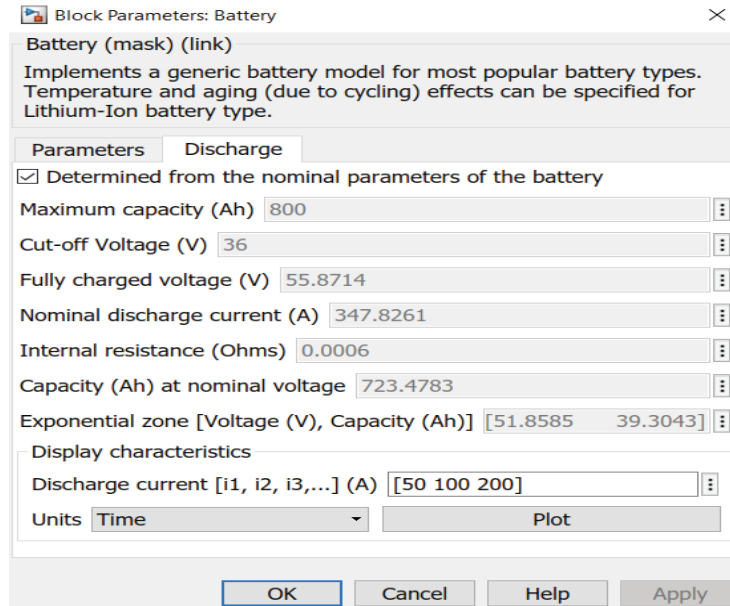 Block Parameters: Battery
Battery (mask) (link)
Implements a generic battery model for most popular battery types.
Temperature and aging (due to cycling) effects can be specified for
Lithium-Ion battery type.
Parameters Discharge
Determined from the nominal parameters of the battery
Maximum capacity (Ah) 800
Cut-off Voltage (V) 36
Fully charged voltage (V) 55.8714
Nominal discharge current (A) 347.8261
Internal resistance (Ohms) 0.0006
Capacity (Ah) at nominal voltage 723.4783
Exponential zone [Voltage (V), Capacity (Ah)] [51.8585 39.3043]
Display characteristics
Discharge current [i1, i2, i3,...] (A) [50 100 200]
Units Time Plot
OK Cancel Help Apply